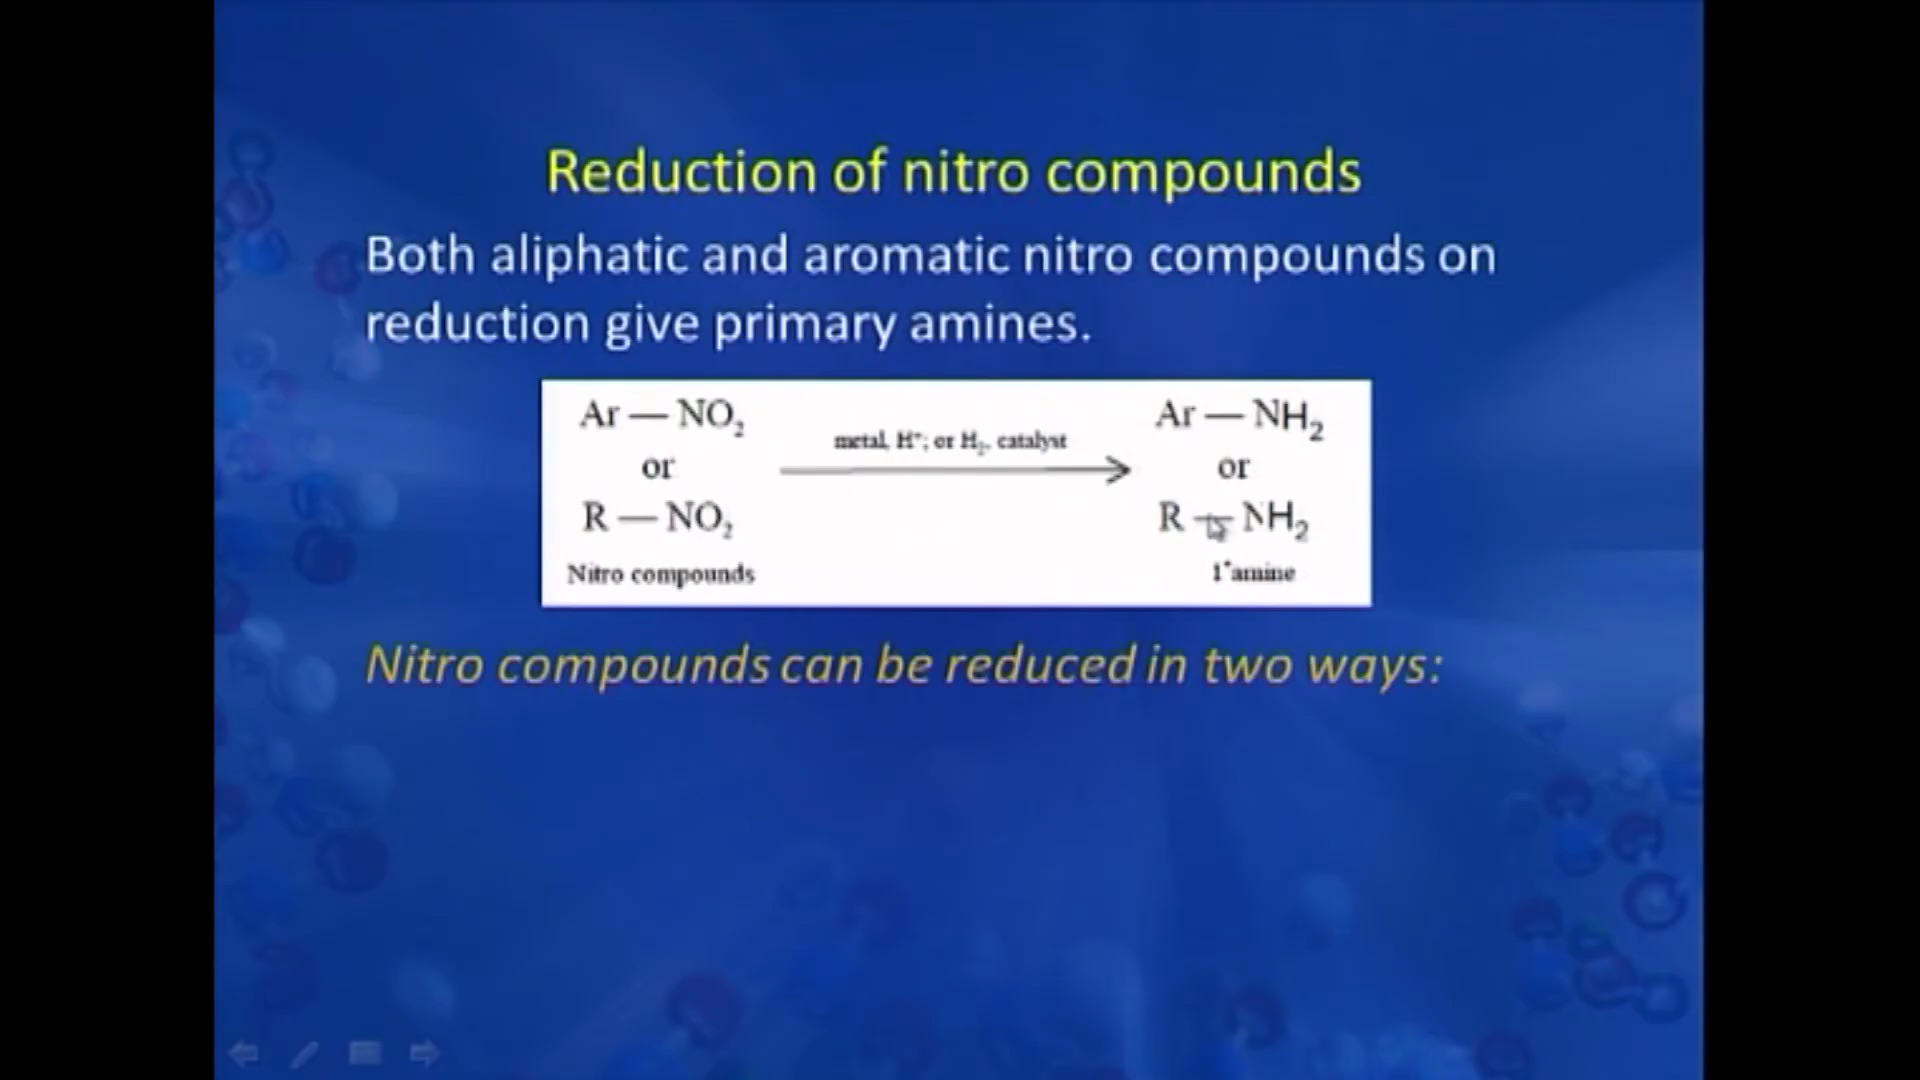 Reduction of nitro compounds
Both aliphatic and aromatic nitro compounds on
reduction give primary amines.
Ar — NO₂
or
R — NO₂
Nitro compounds
metal, H⁺; or H₂, catalyst
Ar — NH₂
or
R — NH₂
1°amine
Nitro compounds can be reduced in two ways: